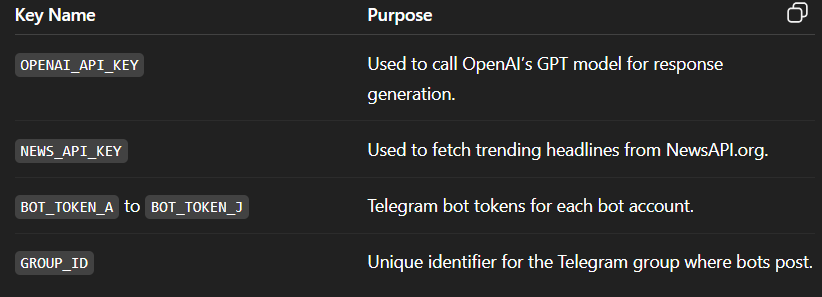 Key Name Purpose
OPENAI_API_KEY Used to call OpenAI’s GPT model for response
generation.
NEWS_API_KEY Used to fetch trending headlines from NewsAPI.org.
BOT_TOKEN_A to BOT_TOKEN_J Telegram bot tokens for each bot account.
GROUP_ID Unique identifier for the Telegram group where bots post.